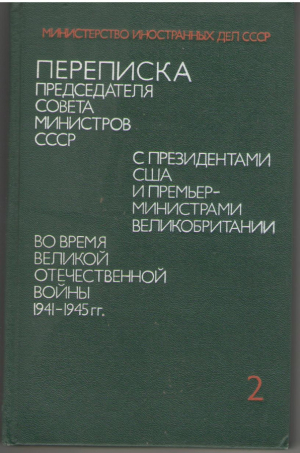 МИНИСТЕРСТВО ИНОСТРАННЫХ ДЕЛ СССР
ПЕРЕПИСКА
ПРЕДСЕДАТЕЛЯ
СОВЕТА
МИНИСТРОВ
СССР
С ПРЕЗИДЕНТАМИ
США
И ПРЕМЬЕР-
МИНИСТРАМИ
ВЕЛИКОБРИТАНИИ
ВО ВРЕМЯ
ВЕЛИКОЙ
ОТЕЧЕСТВЕННОЙ
ВОЙНЫ
1941-1945 гг.
2